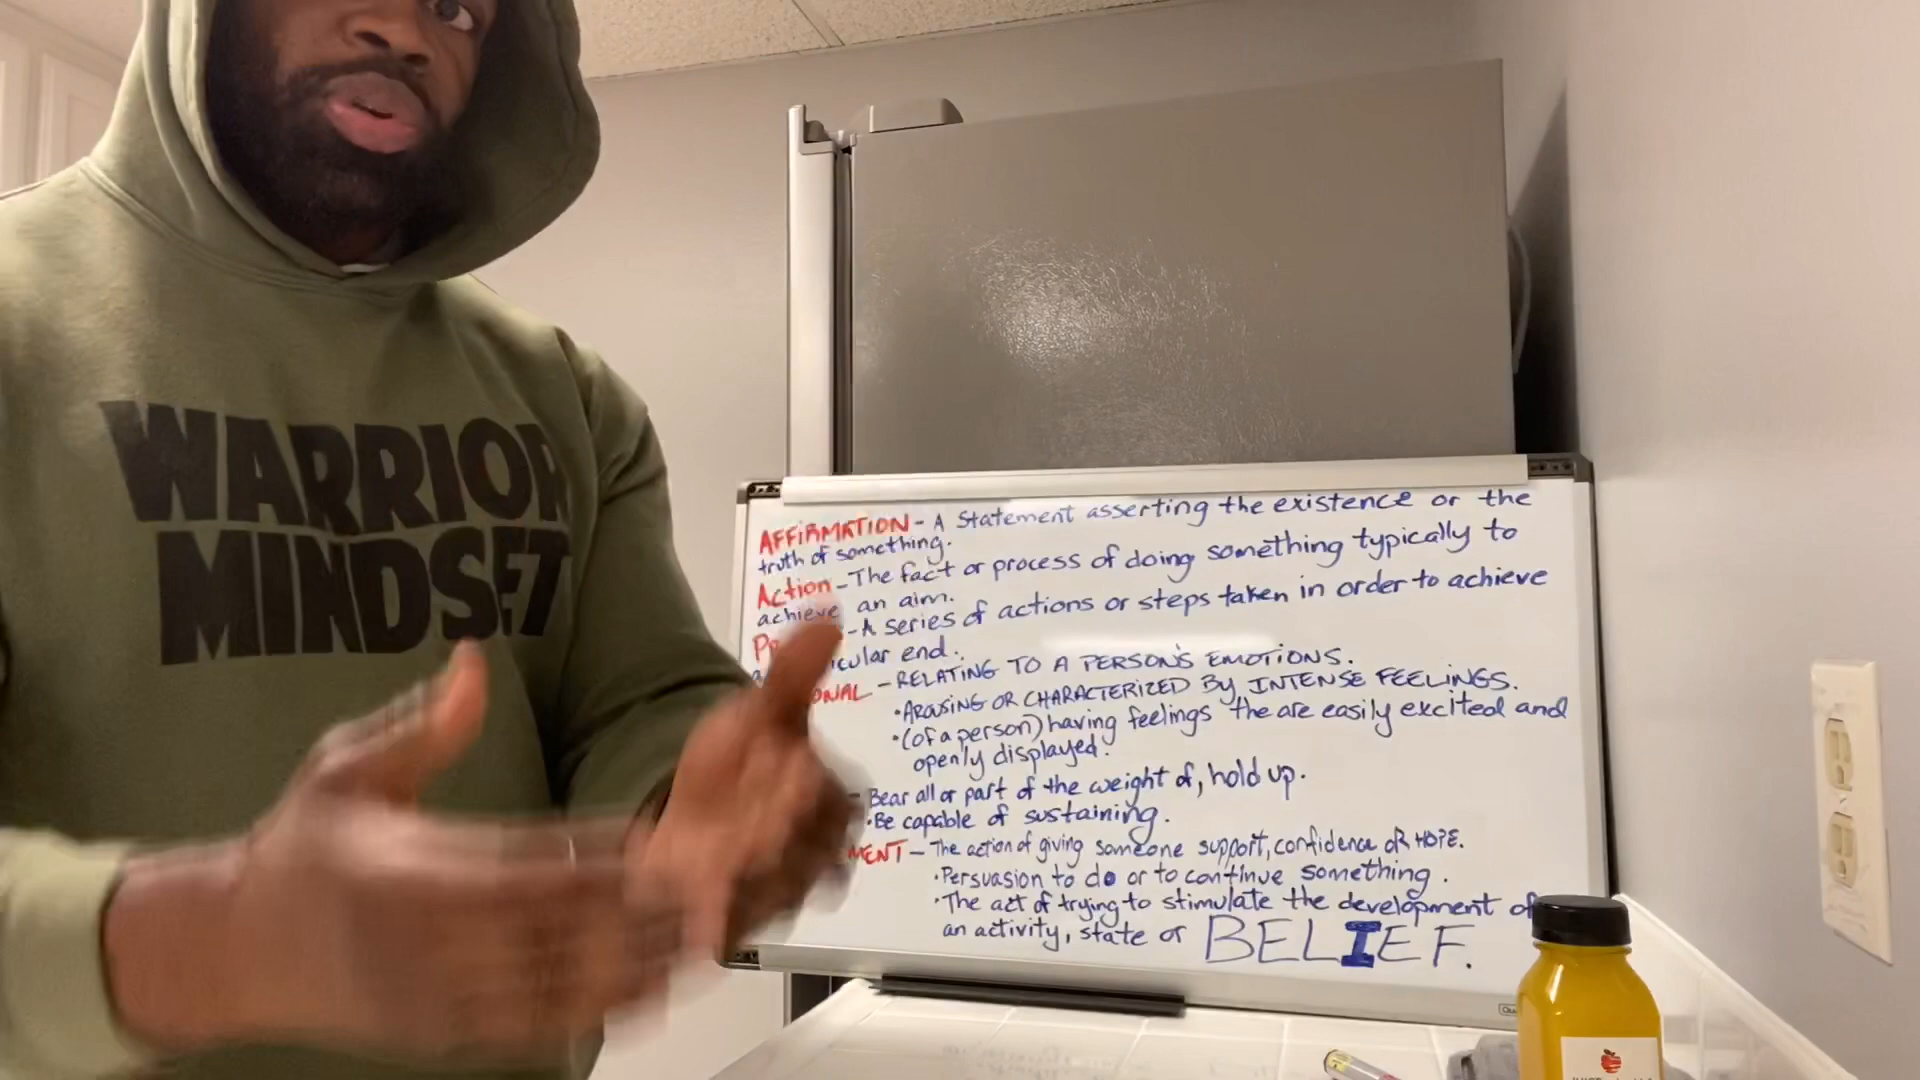 WARRIOR
MINDSET
AFFIRMATION - A Statement asserting the existence or the
truth of something.
Action - The fact or process of doing something typically to
achieve an aim.
- A series of actions or steps taken in order to achieve
end.
- RELATING TO A PERSON'S EMOTIONS.
• AROUSING OR CHARACTERIZED BY INTENSE FEELINGS.
• (of a person) having feelings the are easily excited and
openly displayed.
- Bear all or part of the weight of, hold up.
• Be capable of sustaining.
- The action of giving someone support, confidence OR HOPE.
• Persuasion to do or to continue something.
• The act of trying to stimulate the development of
an activity, state or BELIEF.